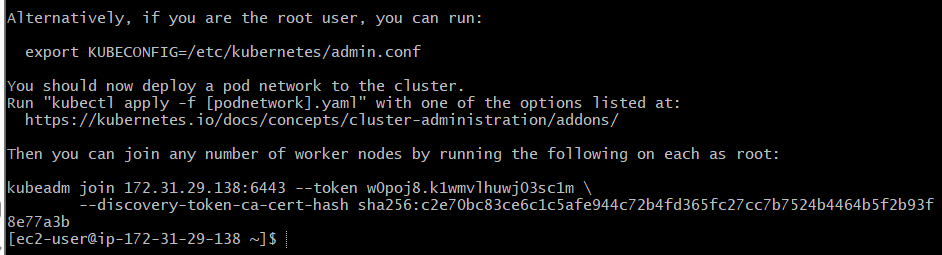 Alternatively, if you are the root user, you can run:
export KUBECONFIG=/etc/kubernetes/admin.conf
You should now deploy a pod network to the cluster.
Run "kubectl apply -f [podnetwork].yaml" with one of the options listed at:
https://kubernetes.io/docs/concepts/cluster-administration/addons/
Then you can join any number of worker nodes by running the following on each as root:
kubeadm join 172.31.29.138:6443 --token w0poj8.k1wmvlhuwj03sc1m \
--discovery-token-ca-cert-hash sha256:c2e70bc83ce6c1c5afe944c72b4fd365fc27cc7b7524b4464b5f2b93f
8e77a3b
[ec2-user@ip-172-31-29-138 ~]$